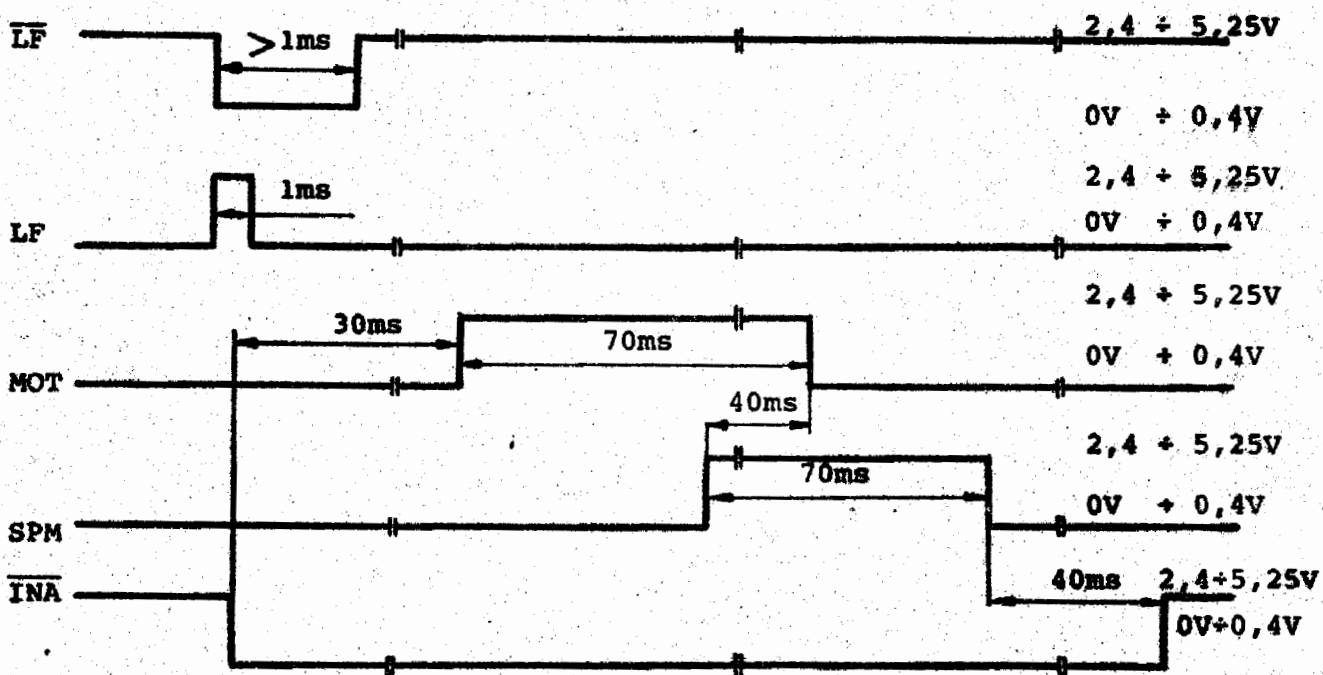 L̅F̅ >1ms 2,4 ÷ 5,25V
0V ÷ 0,4V
1ms 2,4 ÷ 5,25V
LF 0V ÷ 0,4V
2,4 ÷ 5,25V
30ms 70ms
MOT 0V ÷ 0,4V
40ms
2,4 ÷ 5,25V
70ms
SPM 0V ÷ 0,4V
I̅N̅A̅ 40ms 2,4÷5,25V
0V÷0,4V